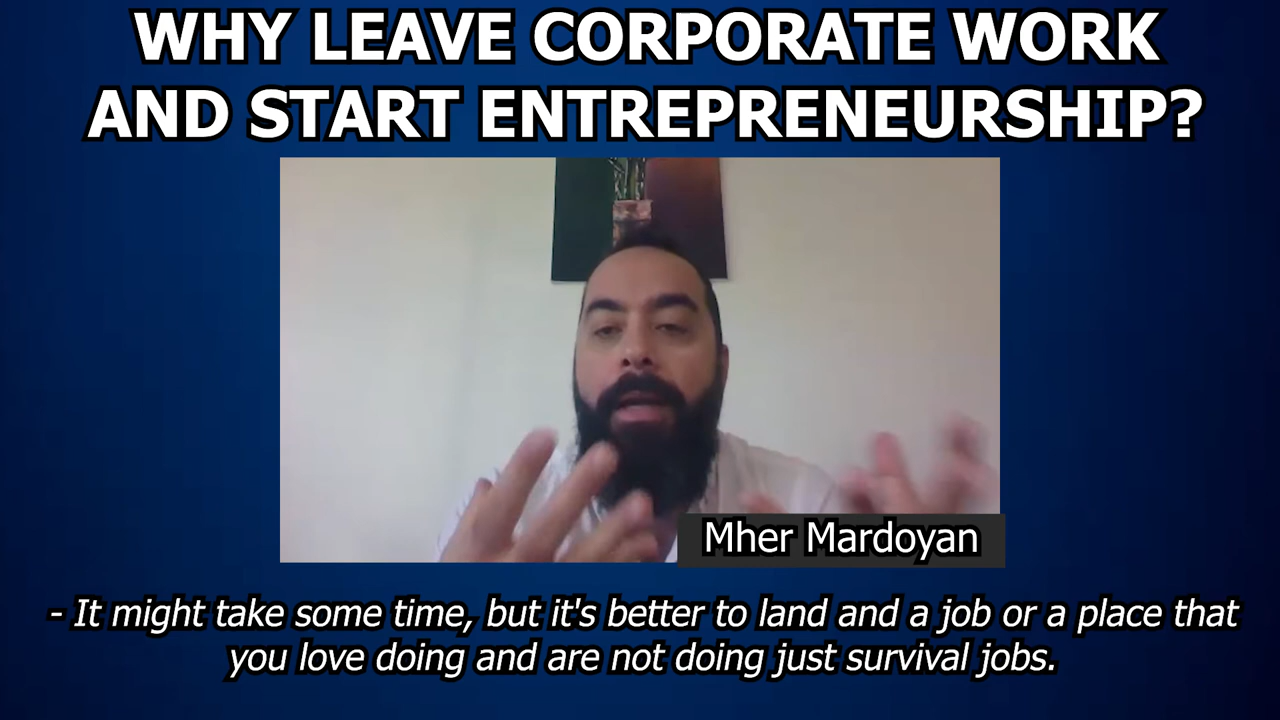 WHY LEAVE CORPORATE WORK
AND START ENTREPRENEURSHIP?
Mher Mardoyan
- It might take some time, but it's better to land and a job or a place that
you love doing and are not doing just survival jobs.